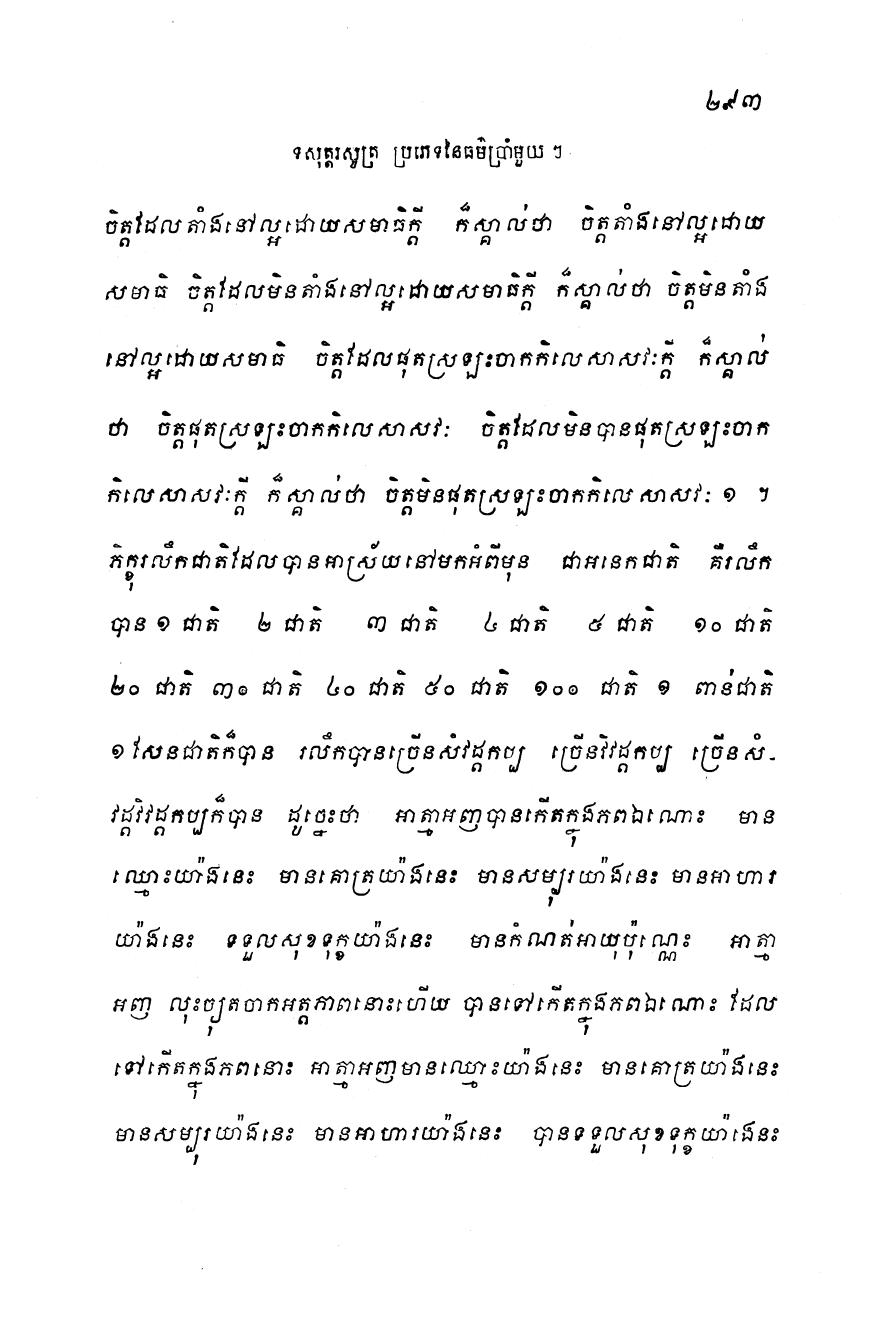 ២៩៣
ទសុត្តរសូត្រ ប្រភេទនៃធម៌ប្រាំមួយ ៗ
ចិត្តដែលតាំងនៅល្អដោយសមាធិក្តី ក៏ស្គាល់ថា ចិត្តតាំងនៅល្អដោយ
សមាធិ ចិត្តដែលមិនតាំងនៅល្អដោយសមាធិក្តី ក៏ស្គាល់ថា ចិត្តមិនតាំង
នៅល្អដោយសមាធិ ចិត្តដែលផុតស្រឡះចាកកិលេសាសវៈក្តី ក៏ស្គាល់
ថា ចិត្តផុតស្រឡះចាកកិលេសាសវៈ ចិត្តដែលមិនបានផុតស្រឡះចាក
កិលេសាសវៈក្តី ក៏ស្គាល់ថា ចិត្តមិនផុតស្រឡះចាកកិលេសាសវៈ ១ ។
ភិក្ខុរលឹកជាតិដែលបានអាស្រ័យនៅមកអំពីមុន ជាអនេកជាតិ គឺរលឹក
បាន ១ ជាតិ ២ ជាតិ ៣ ជាតិ ៤ ជាតិ ៥ ជាតិ ១០ ជាតិ
២០ ជាតិ ៣០ ជាតិ ៤០ ជាតិ ៥០ ជាតិ ១០០ ជាតិ ១ ពាន់ជាតិ
១ សែនជាតិក៏បាន រលឹកបានច្រើនសំវដ្តកប្ប ច្រើនវិវដ្តកប្ប ច្រើនសំ-
វដ្តវិវដ្តកប្បក៏បាន ដូច្នេះថា អាត្មាអញបានកើតក្នុងភពឯណោះ មាន
ឈ្មោះយ៉ាងនេះ មានគោត្រយ៉ាងនេះ មានសម្បុរយ៉ាងនេះ មានអាហារ
យ៉ាងនេះ ទទួលសុខទុក្ខយ៉ាងនេះ មានកំណត់អាយុប៉ុណ្ណេះ អាត្មា
អញ លុះច្យុតចាកអត្តភាពនោះហើយ បានទៅកើតក្នុងភពឯណោះ ដែល
ទៅកើតក្នុងភពនោះ អាត្មាអញមានឈ្មោះយ៉ាងនេះ មានគោត្រយ៉ាងនេះ
មានសម្បុរយ៉ាងនេះ មានអាហារយ៉ាងនេះ បានទទួលសុខទុក្ខយ៉ាងនេះ